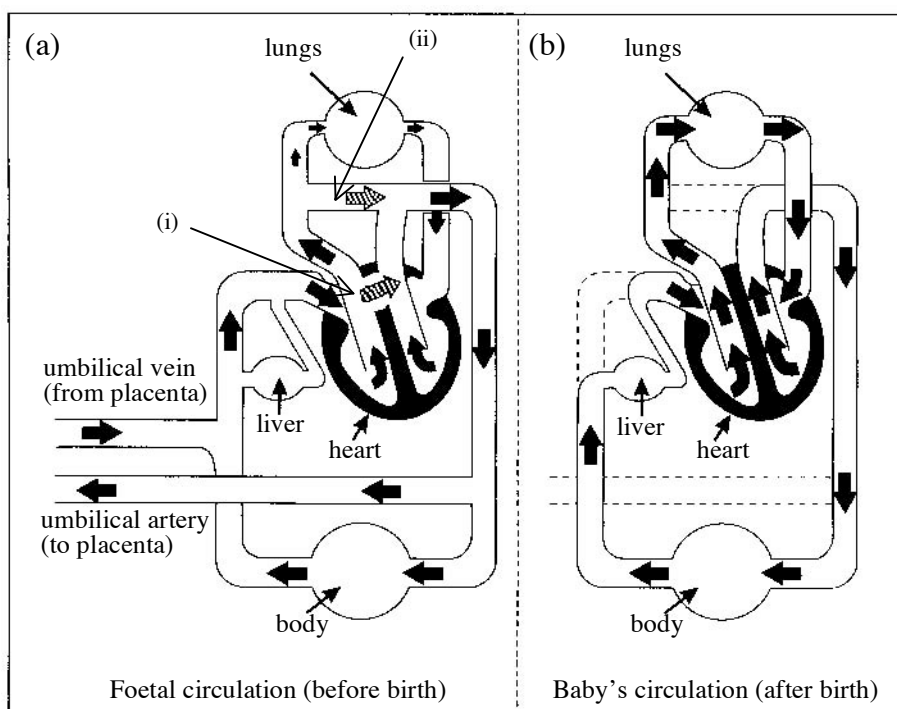 (a)
(ii)
lungs
(i)
umbilical vein
(from placenta)
liver
heart
umbilical artery
(to placenta)
body
Foetal circulation (before birth)
(b)
lungs
liver
heart
body
Baby's circulation (after birth)